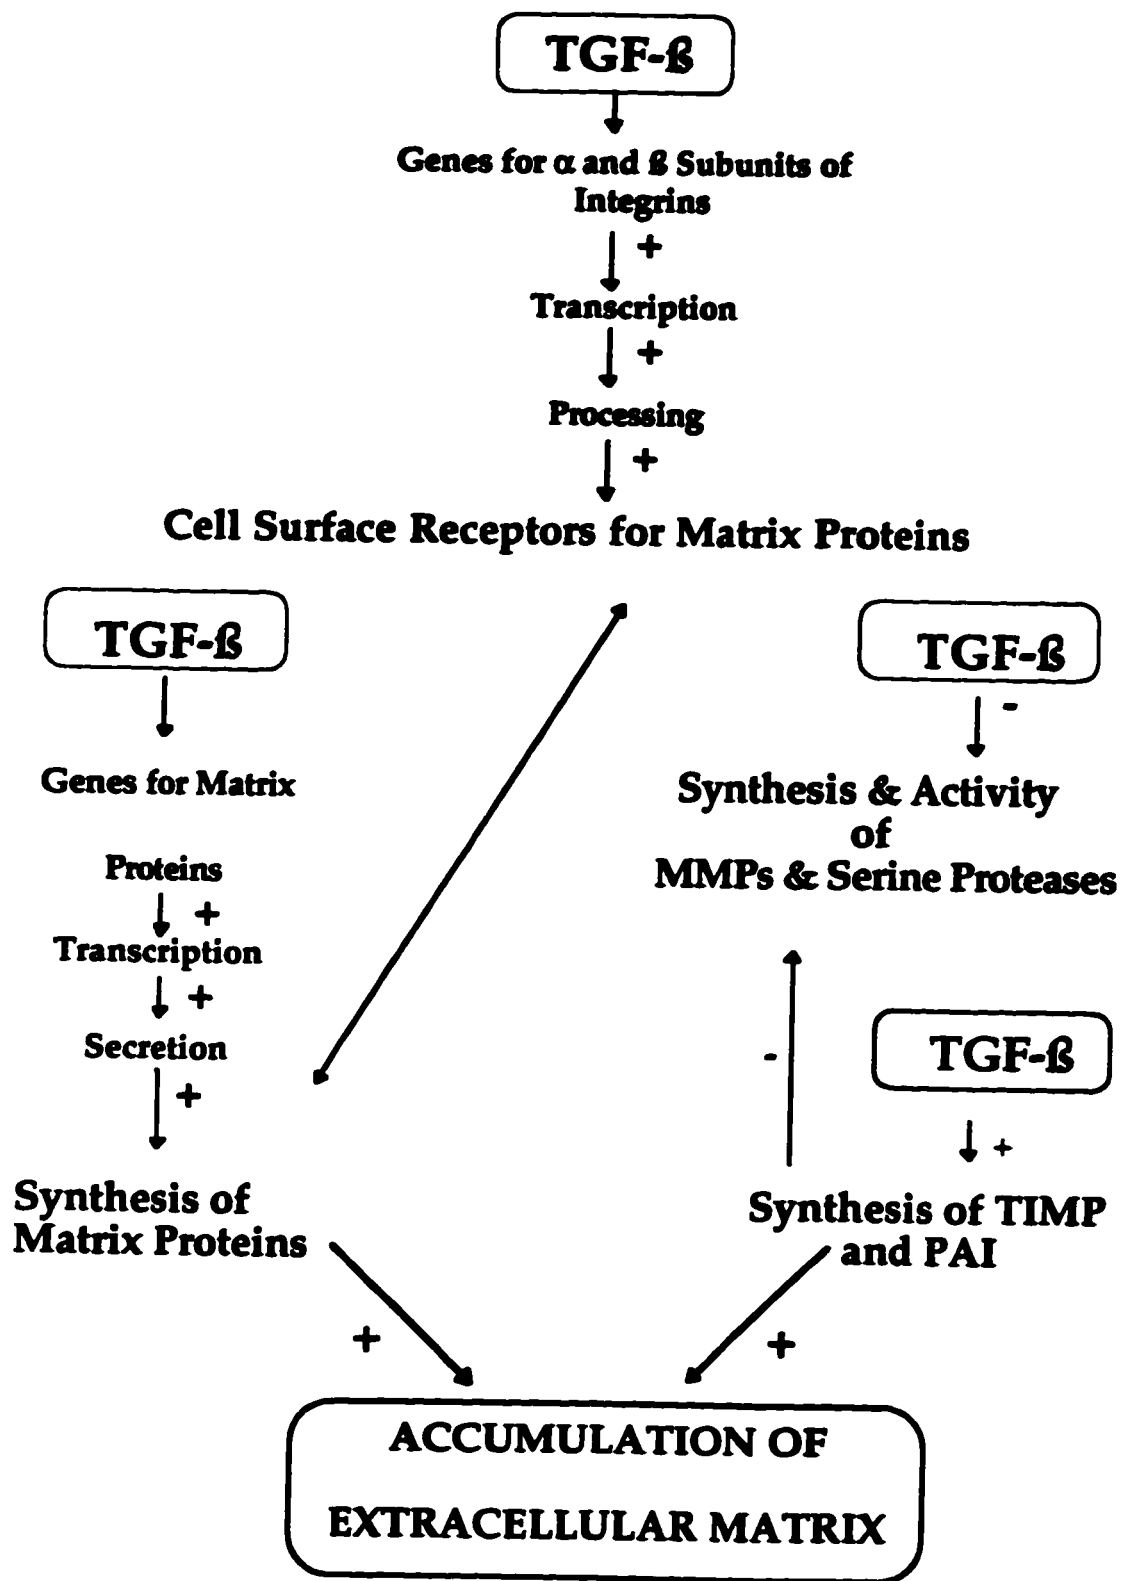 TGF-ß
Genes for α and ß Subunits of
Integrins
+
Transcription
+
Processing
+
Cell Surface Receptors for Matrix Proteins
TGF-ß
Genes for Matrix
Proteins
+
Transcription
+
Secretion
+
Synthesis of
Matrix Proteins
+
TGF-ß
-
Synthesis & Activity
of
MMPs & Serine Proteases
-
TGF-ß
+
Synthesis of TIMP
and PAI
+
ACCUMULATION OF
EXTRACELLULAR MATRIX